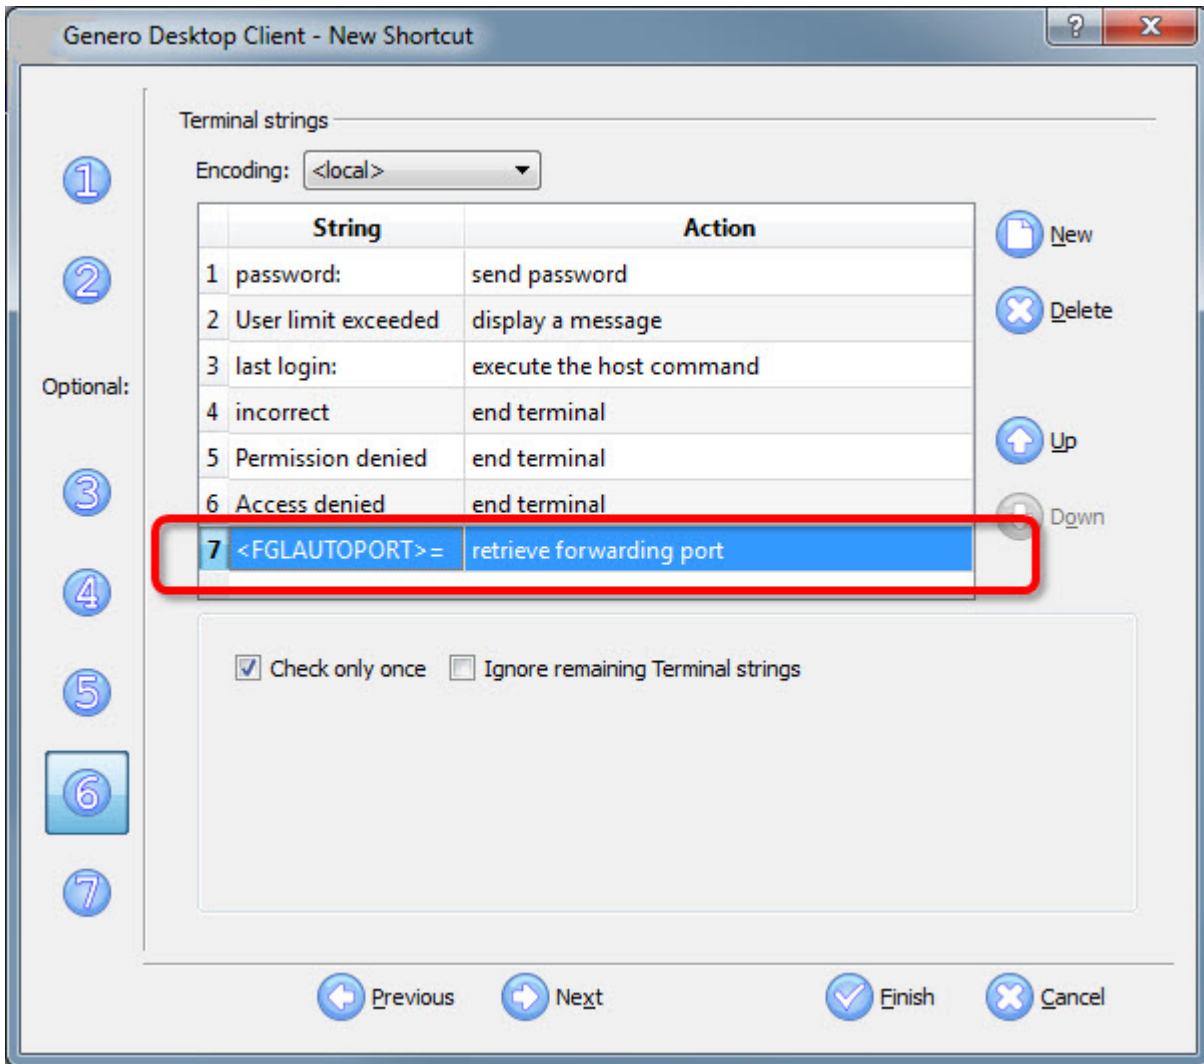 Genero Desktop Client - New Shortcut
?
X
Terminal strings
Encoding: <local>
String Action
1 password: send password
2 User limit exceeded display a message
3 last login: execute the host command
4 incorrect end terminal
5 Permission denied end terminal
6 Access denied end terminal
7 <FGLAUTOPORT>= retrieve forwarding port
New
Delete
Up
Down
1
2
Optional:
3
4
5
6
7
Check only once Ignore remaining Terminal strings
Previous Next Finish Cancel